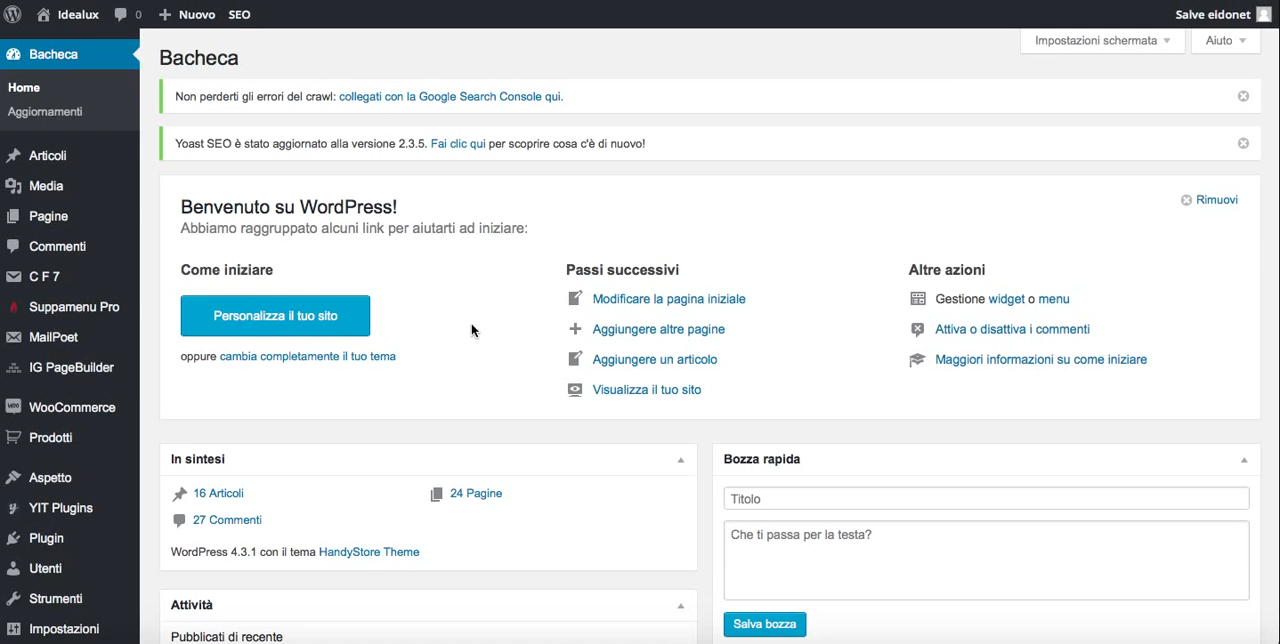 Idealux 0 Nuovo SEO Salve eidonet
Bacheca
Home
Aggiornamenti
Articoli
Media
Pagine
Commenti
C F 7
Suppamenu Pro
MailPoet
IG PageBuilder
WooCommerce
Prodotti
Aspetto
YIT Plugins
Plugin
Utenti
Strumenti
Impostazioni
Impostazioni schermata Aiuto
Bacheca
Non perderti gli errori del crawl: collegati con la Google Search Console qui.
Yoast SEO è stato aggiornato alla versione 2.3.5. Fai clic qui per scoprire cosa c'è di nuovo!
Benvenuto su WordPress!
Rimuovi
Abbiamo raggruppato alcuni link per aiutarti ad iniziare:
Come iniziare
Personalizza il tuo sito
oppure cambia completamente il tuo tema
Passi successivi
Modificare la pagina iniziale
Aggiungere altre pagine
Aggiungere un articolo
Visualizza il tuo sito
Altre azioni
Gestione widget o menu
Attiva o disattiva i commenti
Maggiori informazioni su come iniziare
In sintesi
16 Articoli
24 Pagine
27 Commenti
WordPress 4.3.1 con il tema HandyStore Theme
Attività
Pubblicati di recente
Bozza rapida
Titolo
Che ti passa per la testa?
Salva bozza